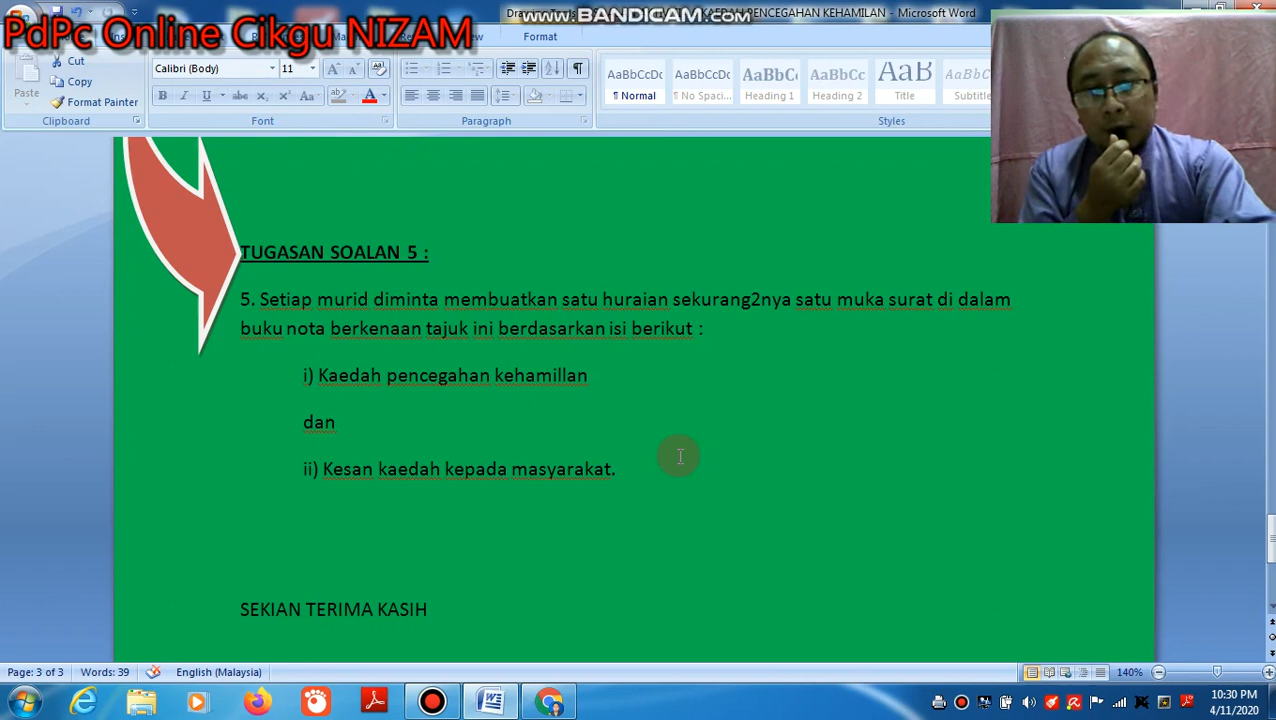 www.BANDICAM.com
PENCEGAHAN KEHAMILAN - Microsoft Word
PdPc Online Cikgu NIZAM
Format
Cut
Copy
Format Painter
Paste
Calibri (Body)
11
AaBbCcDc
AaBbCcDc
AaBbCc
AaBbCc
¶ Normal
¶ No Spaci...
Heading 1
Heading 2
Title
Subtitl
Clipboard
Font
Paragraph
Styles
TUGASAN SOALAN 5 :
5. Setiap murid diminta membuatkan satu huraian sekurang2nya satu muka surat di dalam
buku nota berkenaan tajuk ini berdasarkan isi berikut :
i) Kaedah pencegahan kehamillan
dan
ii) Kesan kaedah kepada masyarakat.
SEKIAN TERIMA KASIH
Page: 3 of 3
Words: 39
English (Malaysia)
140%
10:30 PM
4/11/2020